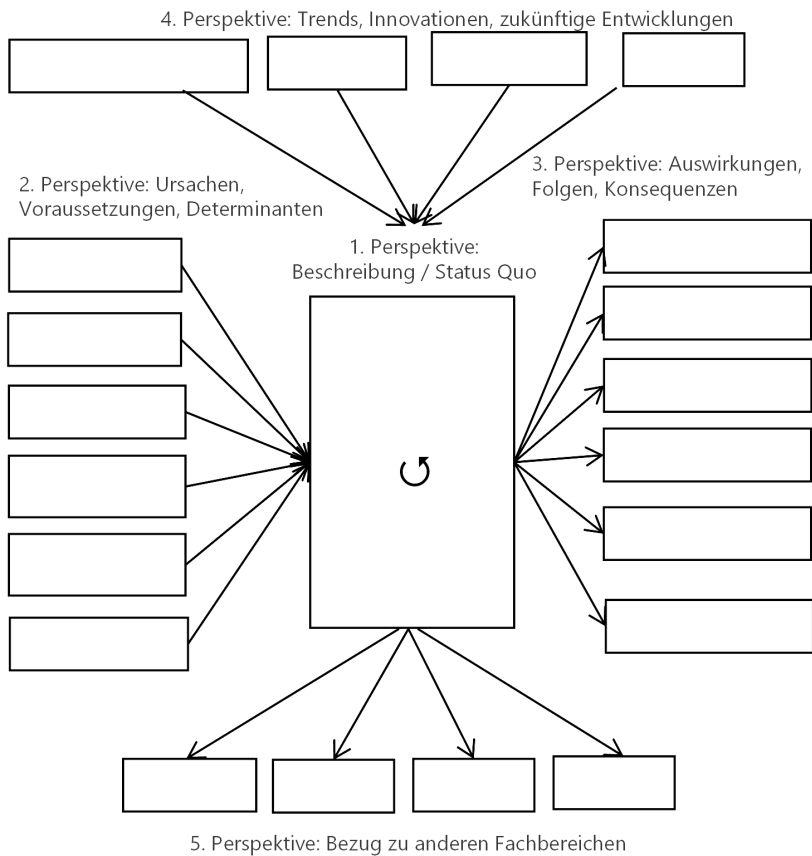 4. Perspektive: Trends, Innovationen, zukünftige Entwicklungen
2. Perspektive: Ursachen,
Voraussetzungen, Determinanten
3. Perspektive: Auswirkungen,
Folgen, Konsequenzen
1. Perspektive:
Beschreibung / Status Quo
5. Perspektive: Bezug zu anderen Fachbereichen